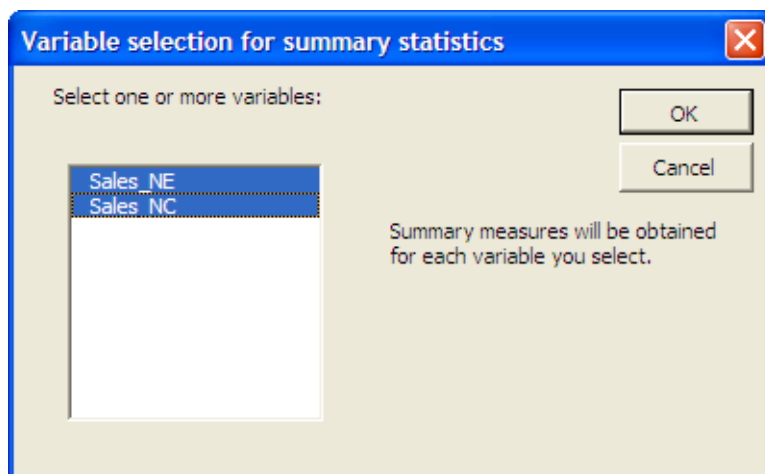 Variable selection for summary statistics
Select one or more variables:
OK
Cancel
Sales_NE
Sales_NC
Summary measures will be obtained
for each variable you select.